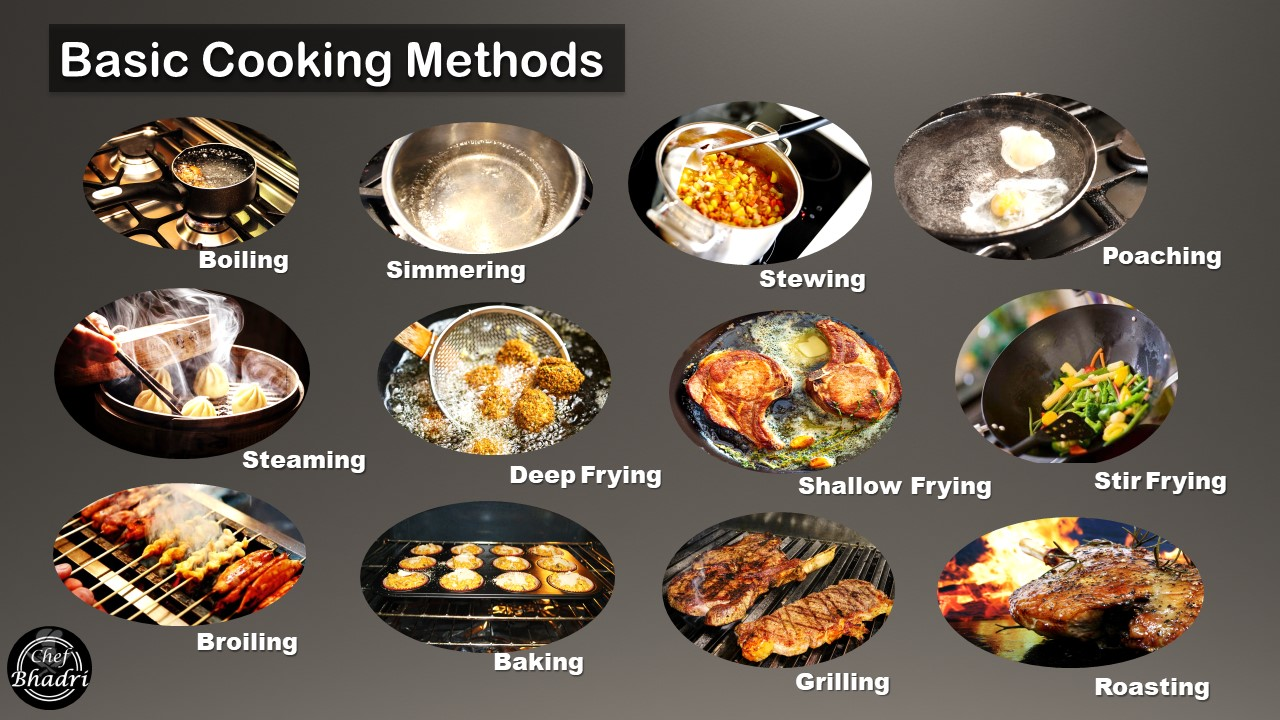 Basic Cooking Methods
Boiling
Simmering
Stewing
Poaching
Steaming
Deep Frying
Shallow Frying
Stir Frying
Broiling
Baking
Grilling
Roasting
Chef
Bhadri